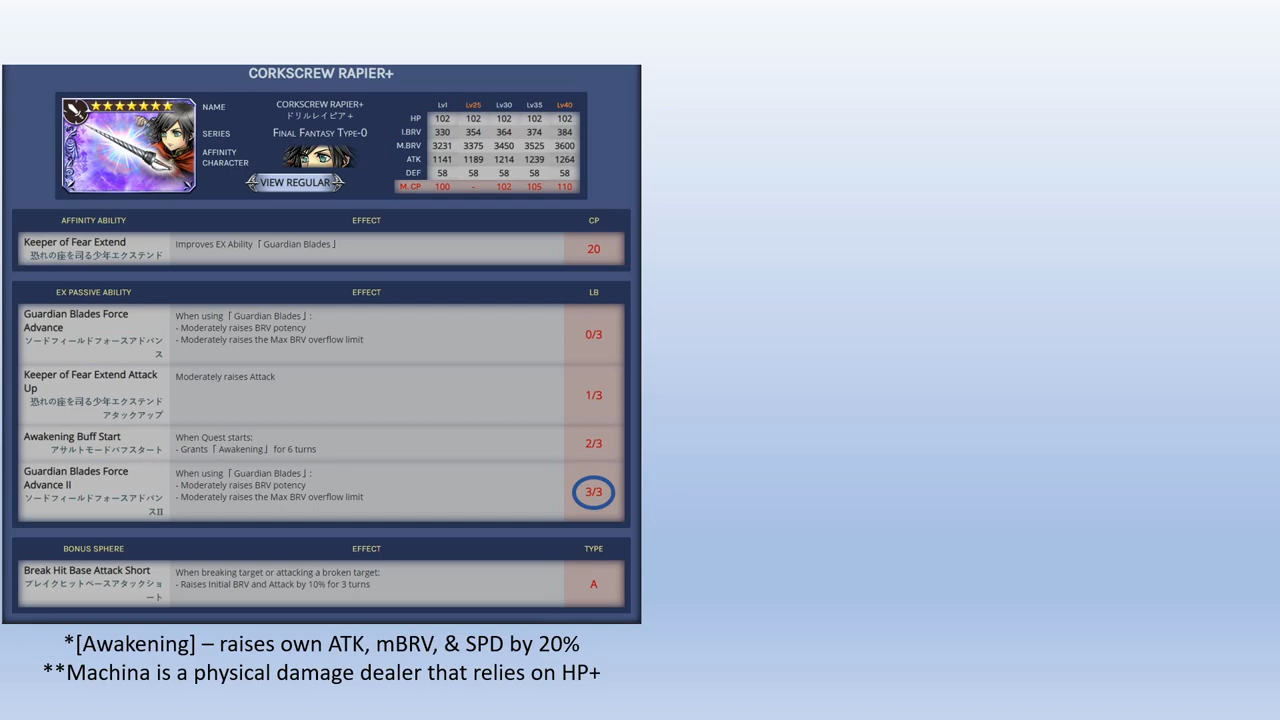 CORKSCREW RAPIER+
NAME
CORKSCREW RAPIER+
ドリルレイピア+
SERIES
FINAL FANTASY TYPE-0
AFFINITY
CHARACTER
VIEW REGULAR
Lv1 Lv25 Lv30 Lv35 Lv40
HP 102 102 102 102 102
I.BRV 330 354 364 374 384
M.BRV 3231 3375 3450 3525 3600
ATK 1141 1189 1214 1239 1264
DEF 58 58 58 58 58
M. CP 100 - 102 105 110
AFFINITY ABILITY EFFECT CP
Keeper of Fear Extend
恐れの座を司る少年エクステンド
Improves EX Ability「Guardian Blades」
20
EX PASSIVE ABILITY EFFECT LB
Guardian Blades Force
Advance
ソードフィールドフォースアドバン
ス
When using「Guardian Blades」:
- Moderately raises BRV potency
- Moderately raises the Max BRV overflow limit
0/3
Keeper of Fear Extend Attack
Up
恐れの座を司る少年エクステンド
アタックアップ
Moderately raises Attack
1/3
Awakening Buff Start
アサルトモードバフスタート
When Quest starts:
- Grants「Awakening」for 6 turns
2/3
Guardian Blades Force
Advance II
ソードフィールドフォースアドバン
スII
When using「Guardian Blades」:
- Moderately raises BRV potency
- Moderately raises the Max BRV overflow limit
3/3
BONUS SPHERE EFFECT TYPE
Break Hit Base Attack Short
ブレイクヒットベースアタックショ
ート
When breaking target or attacking a broken target:
- Raises Initial BRV and Attack by 10% for 3 turns
A
*[Awakening] – raises own ATK, mBRV, & SPD by 20%
**Machina is a physical damage dealer that relies on HP+